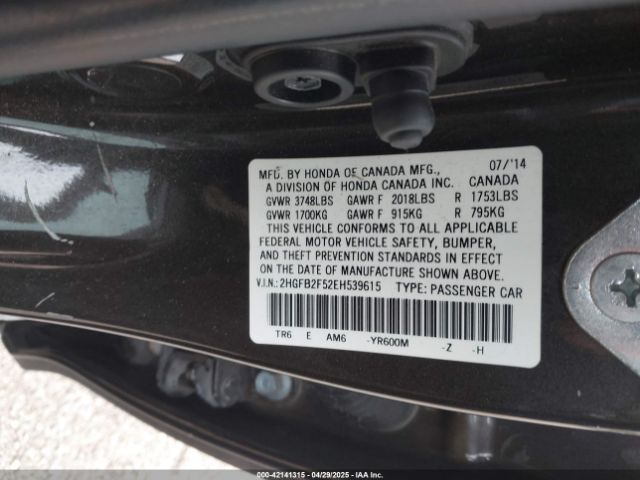 07/'14
MFD. BY HONDA OF CANADA MFG.,
A DIVISION OF HONDA CANADA INC. CANADA
GVWR 3748LBS GAWR F 2018LBS R 1753LBS
GVWR 1700KG GAWR F 915KG R 795KG
THIS VEHICLE CONFORMS TO ALL APPLICABLE
FEDERAL MOTOR VEHICLE SAFETY, BUMPER,
AND THEFT PREVENTION STANDARDS IN EFFECT
ON THE DATE OF MANUFACTURE SHOWN ABOVE.
V.I.N.: 2HGFB2F52EH539615 TYPE: PASSENGER CAR
TR6 E AM6 -YR600M -Z -H
000-42141315 04/29/2025 IAA Inc.